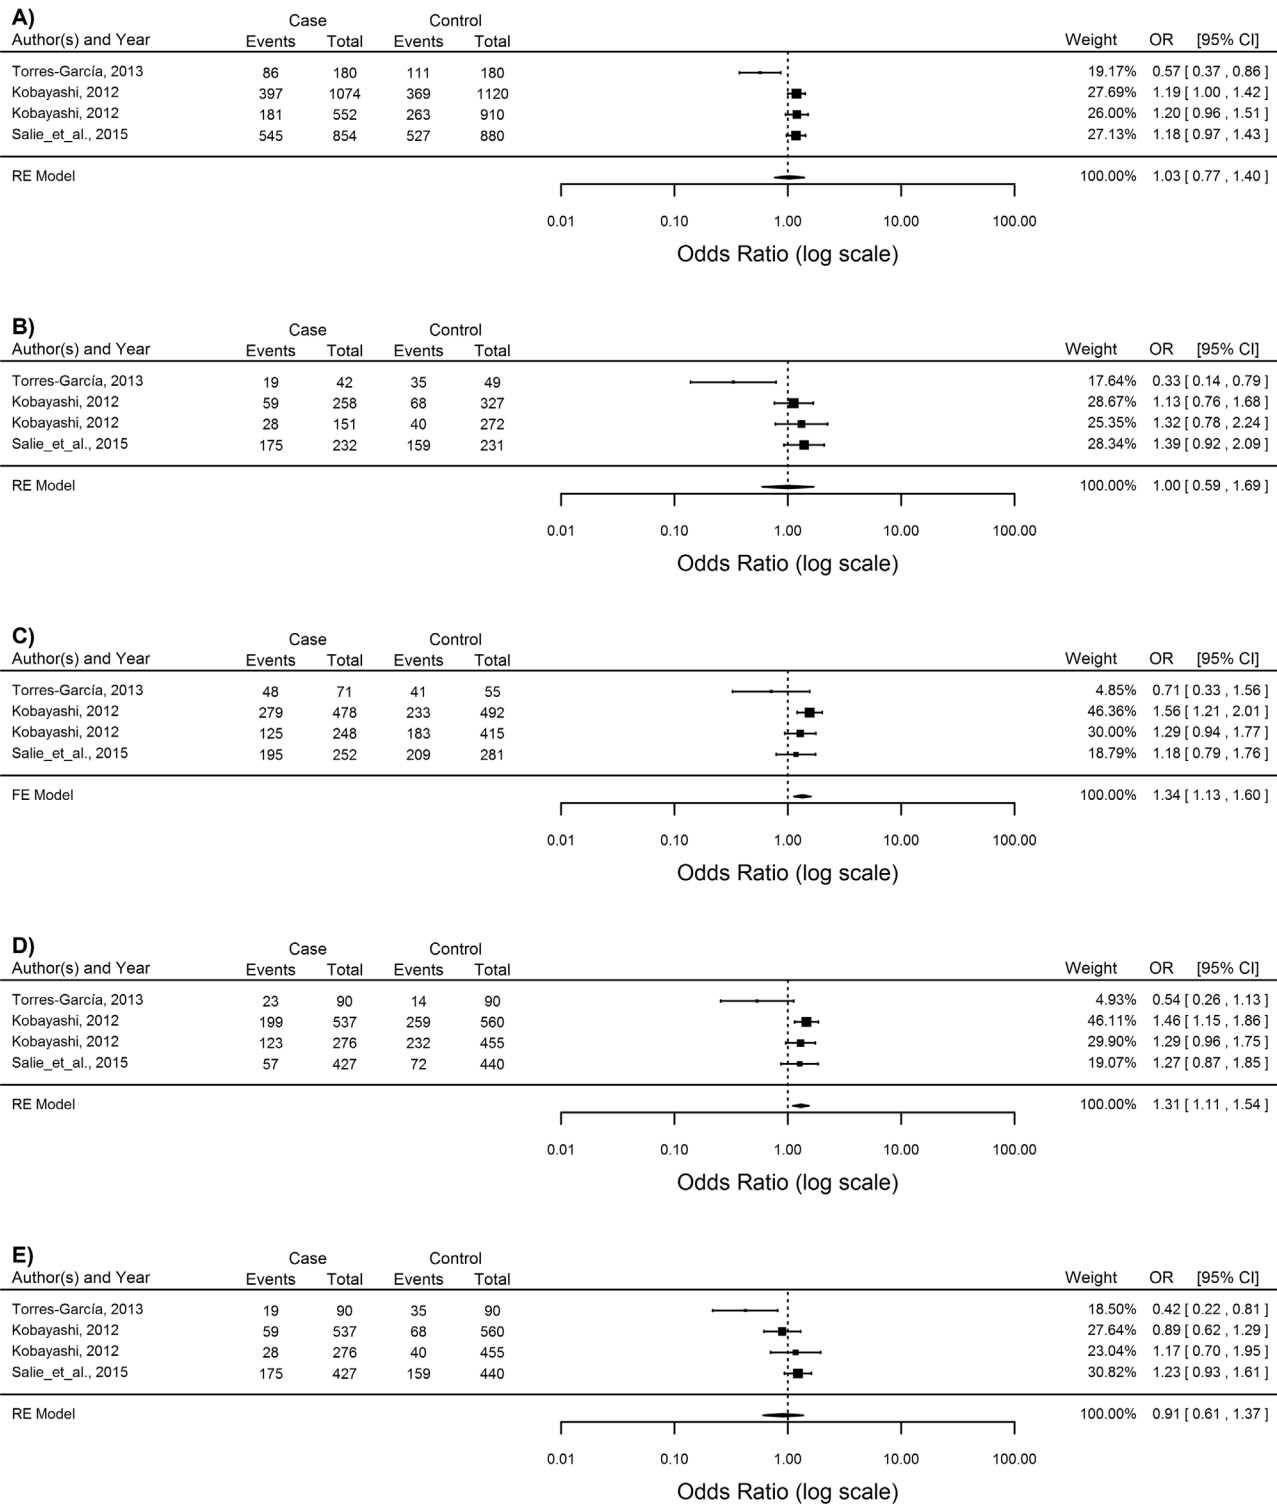 A)
Case Control
Author(s) and Year Events Total Events Total Weight OR [95% CI]
Torres-García, 2013 86 180 111 180 19.17% 0.57 [ 0.37 , 0.86 ]
Kobayashi, 2012 397 1074 369 1120 27.69% 1.19 [ 1.00 , 1.42 ]
Kobayashi, 2012 181 552 263 910 26.00% 1.20 [ 0.96 , 1.51 ]
Salie_et_al., 2015 545 854 527 880 27.13% 1.18 [ 0.97 , 1.43 ]
RE Model 100.00% 1.03 [ 0.77 , 1.40 ]
0.01 0.10 1.00 10.00 100.00
Odds Ratio (log scale)
B)
Case Control
Author(s) and Year Events Total Events Total Weight OR [95% CI]
Torres-García, 2013 19 42 35 49 17.64% 0.33 [ 0.14 , 0.79 ]
Kobayashi, 2012 59 258 68 327 28.67% 1.13 [ 0.76 , 1.68 ]
Kobayashi, 2012 28 151 40 272 25.35% 1.32 [ 0.78 , 2.24 ]
Salie_et_al., 2015 175 232 159 231 28.34% 1.39 [ 0.92 , 2.09 ]
RE Model 100.00% 1.00 [ 0.59 , 1.69 ]
0.01 0.10 1.00 10.00 100.00
Odds Ratio (log scale)
C)
Case Control
Author(s) and Year Events Total Events Total Weight OR [95% CI]
Torres-García, 2013 48 71 41 55 4.85% 0.71 [ 0.33 , 1.56 ]
Kobayashi, 2012 279 478 233 492 46.36% 1.56 [ 1.21 , 2.01 ]
Kobayashi, 2012 125 248 183 415 30.00% 1.29 [ 0.94 , 1.77 ]
Salie_et_al., 2015 195 252 209 281 18.79% 1.18 [ 0.79 , 1.76 ]
FE Model 100.00% 1.34 [ 1.13 , 1.60 ]
0.01 0.10 1.00 10.00 100.00
Odds Ratio (log scale)
D)
Case Control
Author(s) and Year Events Total Events Total Weight OR [95% CI]
Torres-García, 2013 23 90 14 90 4.93% 0.54 [ 0.26 , 1.13 ]
Kobayashi, 2012 199 537 259 560 46.11% 1.46 [ 1.15 , 1.86 ]
Kobayashi, 2012 123 276 232 455 29.90% 1.29 [ 0.96 , 1.75 ]
Salie_et_al., 2015 57 427 72 440 19.07% 1.27 [ 0.87 , 1.85 ]
RE Model 100.00% 1.31 [ 1.11 , 1.54 ]
0.01 0.10 1.00 10.00 100.00
Odds Ratio (log scale)
E)
Case Control
Author(s) and Year Events Total Events Total Weight OR [95% CI]
Torres-García, 2013 19 90 35 90 18.50% 0.42 [ 0.22 , 0.81 ]
Kobayashi, 2012 59 537 68 560 27.64% 0.89 [ 0.62 , 1.29 ]
Kobayashi, 2012 28 276 40 455 23.04% 1.17 [ 0.70 , 1.95 ]
Salie_et_al., 2015 175 427 159 440 30.82% 1.23 [ 0.93 , 1.61 ]
RE Model 100.00% 0.91 [ 0.61 , 1.37 ]
0.01 0.10 1.00 10.00 100.00
Odds Ratio (log scale)